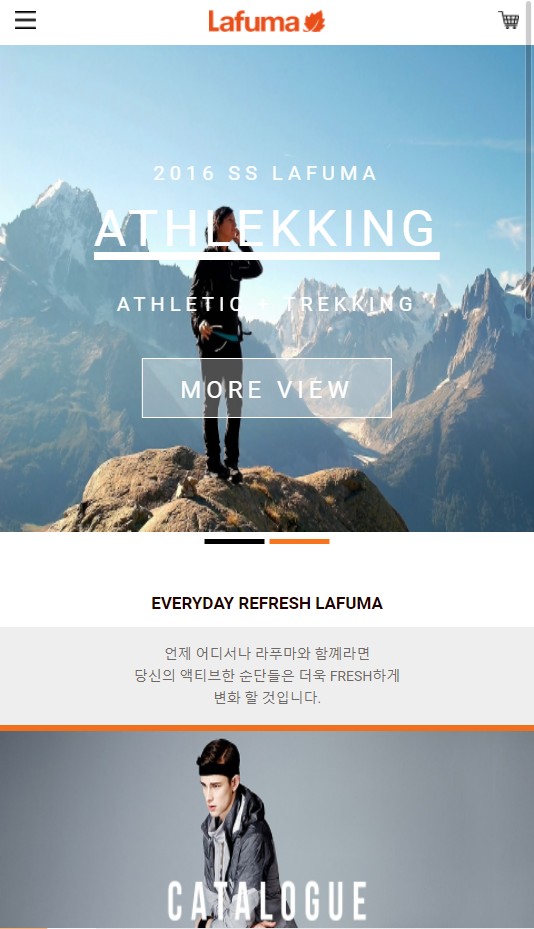 Lafuma
2016 SS LAFUMA
ATHLEKKING
ATHLETIC + TREKKING
MORE VIEW
EVERYDAY REFRESH LAFUMA
언제 어디서나 라푸마와 함꼐라면
당신의 액티브한 순단들은 더욱 FRESH하게
변화 할 것입니다.
CATALOGUE